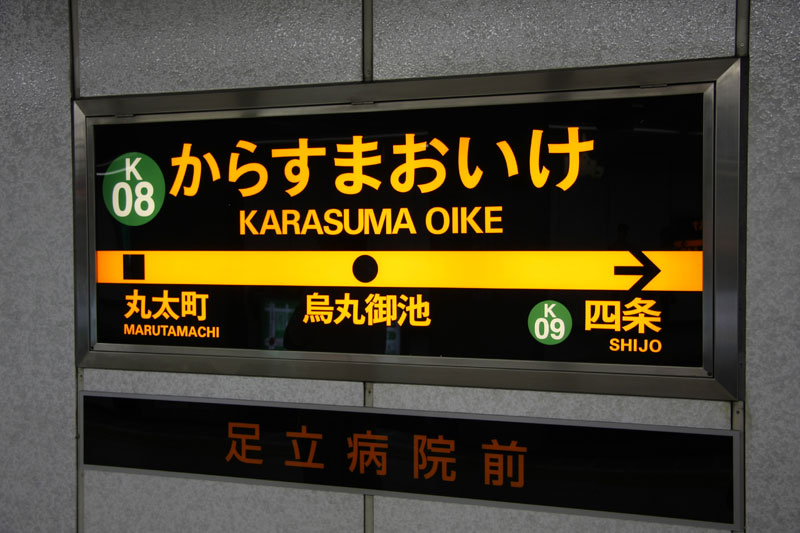 K
08
からすまおいけ
KARASUMA OIKE
丸太町
MARUTAMACHI
烏丸御池
K
09
四条
SHIJO
足立病院前